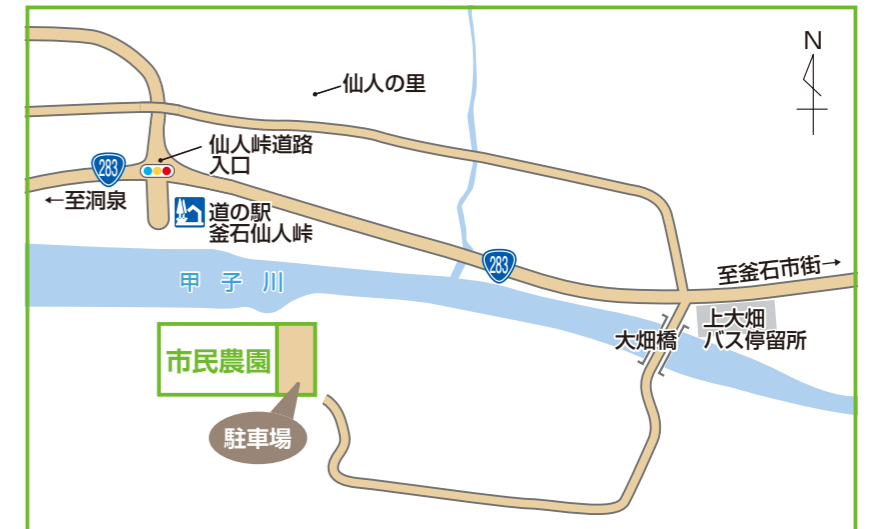 N
仙人の里
仙人峠道路
入口
283
←至洞泉
道の駅
釜石仙人峠
283
至釜石市街→
甲子川
上大畑
バス停留所
大畑橋
市民農園
駐車場